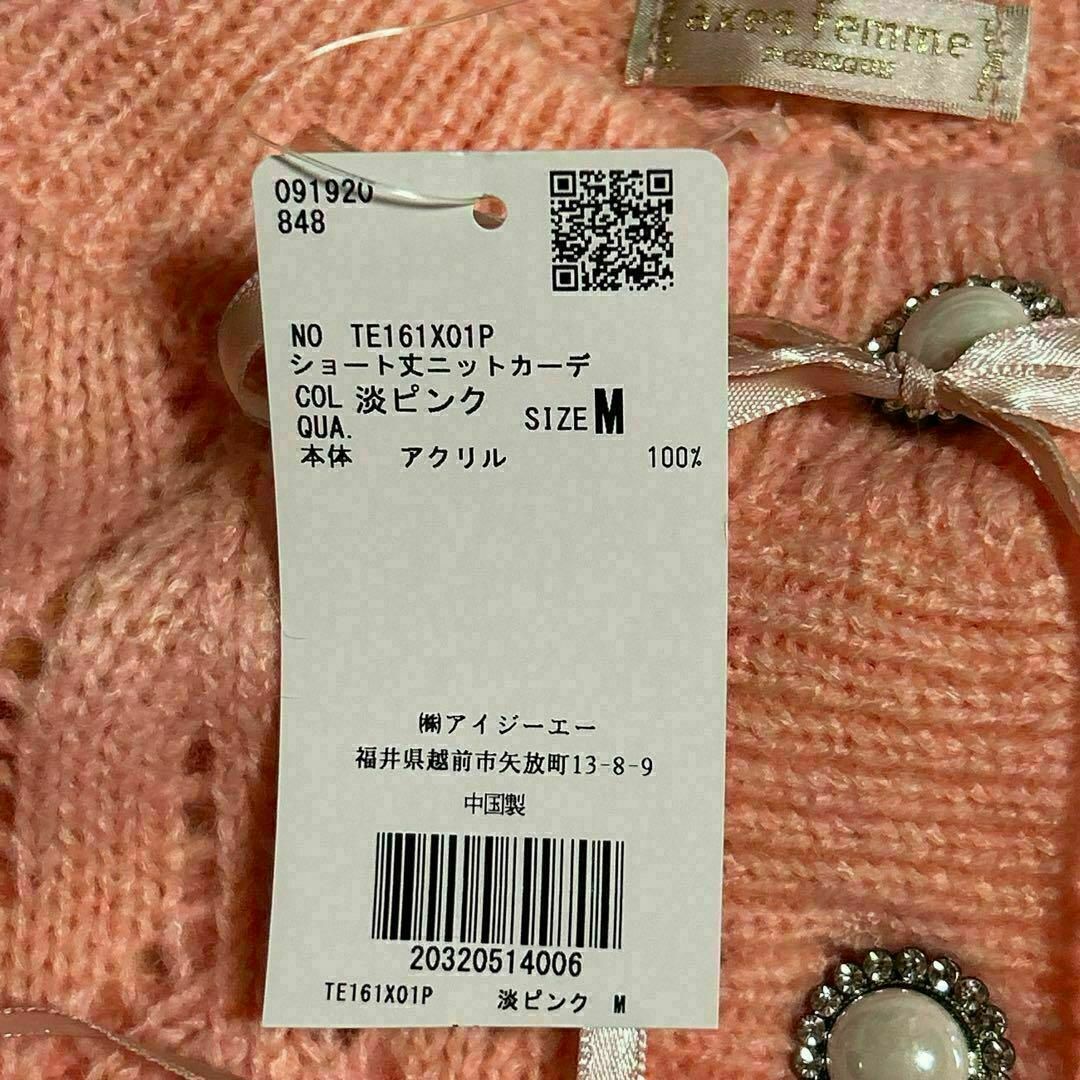 axes femme
POETIQUE
091920
848
NO TE161X01P
ショート丈ニットカーデ
COL 淡ピンク SIZE M
QUA.
本体 アクリル 100%
㈱アイジーエー
福井県越前市矢放町13-8-9
中国製
20320514006
TE161X01P 淡ピンク M